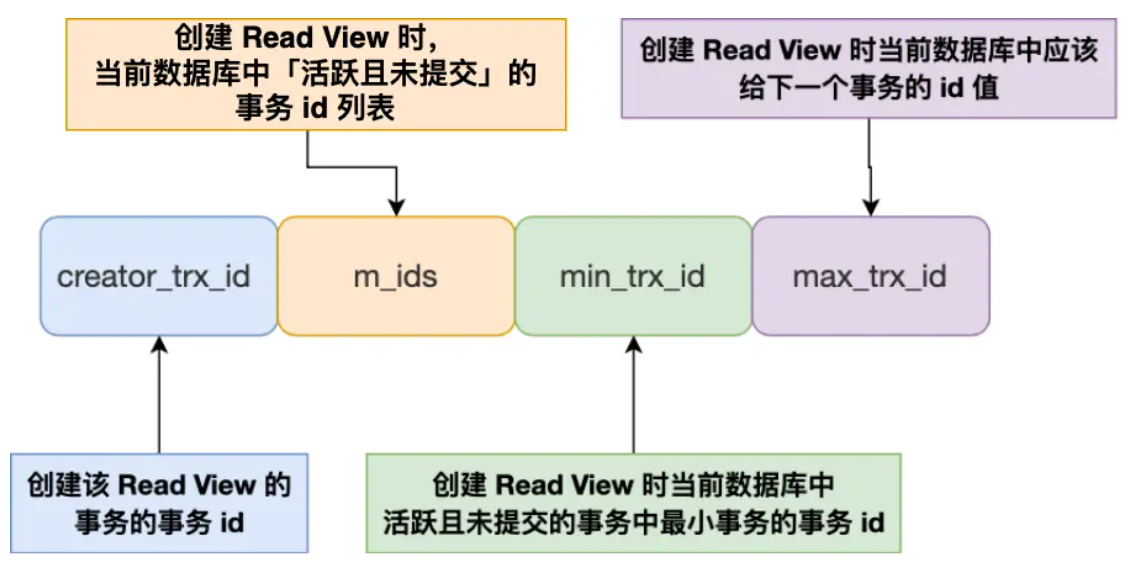 创建 Read View 时，
当前数据库中「活跃且未提交」的
事务 id 列表
创建 Read View 时当前数据库中应该
给下一个事务的 id 值
creator_trx_id
m_ids
min_trx_id
max_trx_id
创建该 Read View 的
事务的事务 id
创建 Read View 时当前数据库中
活跃且未提交的事务中最小事务的事务 id